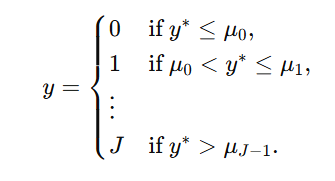 y = { 0 if y* ≤ μ₀,
1 if μ₀ < y* ≤ μ₁,
⋮
J if y* > μ_{J−1}.